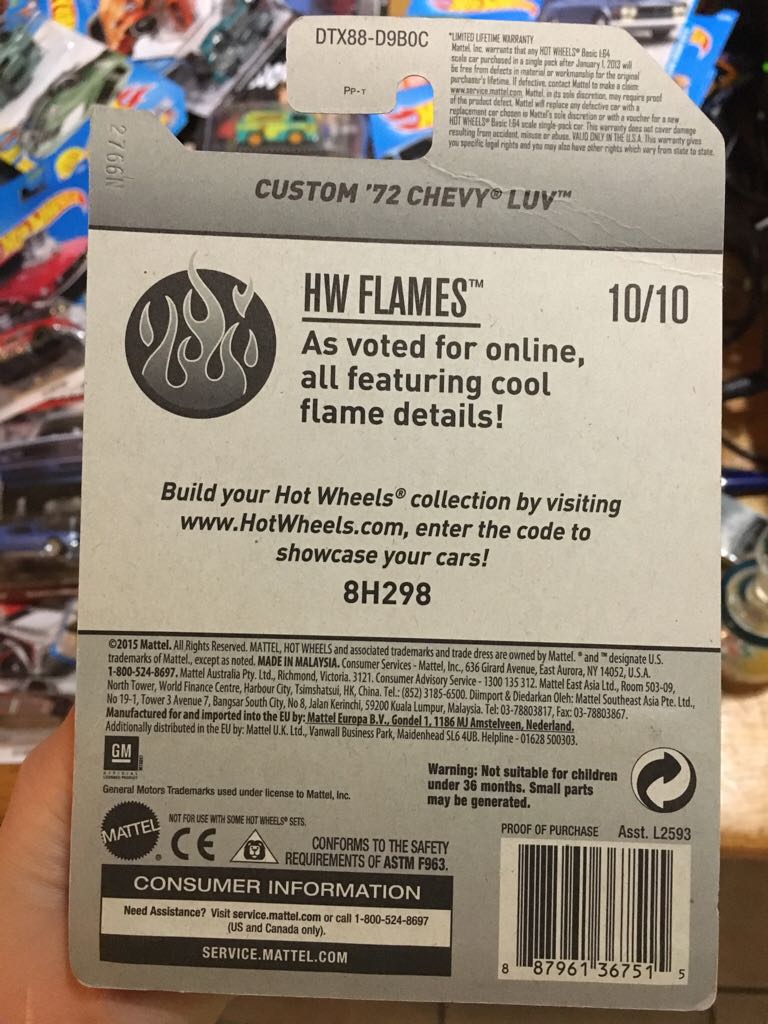 DTX88-D9B0C
PP-T
*LIMITED LIFETIME WARRANTY
Mattel, Inc. warrants that any HOT WHEELS® Basic 1:64
scale car purchased in a single pack after January 1, 2013 will
be free from defects in material or workmanship for the original
purchaser's lifetime. If defective, contact Mattel to make a claim:
www.service.mattel.com. Mattel, in its sole discretion, may require proof
of the product defect. Mattel will replace any defective car with a
replacement car chosen in Mattel's sole discretion or with a voucher for a new
HOT WHEELS® Basic 1:64 scale single-pack car. This warranty does not cover damage
resulting from accident, misuse or abuse. VALID ONLY IN THE U.S.A. This warranty gives
you specific legal rights and you may also have other rights which vary from state to state.
2766N
CUSTOM '72 CHEVY® LUV™
HW FLAMES™
10/10
As voted for online,
all featuring cool
flame details!
Build your Hot Wheels® collection by visiting
www.HotWheels.com, enter the code to
showcase your cars!
8H298
©2015 Mattel. All Rights Reserved. MATTEL, HOT WHEELS and associated trademarks and trade dress are owned by Mattel. ® and ™ designate U.S.
trademarks of Mattel, except as noted. MADE IN MALAYSIA. Consumer Services - Mattel, Inc., 636 Girard Avenue, East Aurora, NY 14052, U.S.A.
1-800-524-8697. Mattel Australia Pty. Ltd., Richmond, Victoria. 3121. Consumer Advisory Service - 1300 135 312. Mattel East Asia Ltd., Room 503-09,
North Tower, World Finance Centre, Harbour City, Tsimshatsui, HK, China. Tel.: (852) 3185-6500. Diimport & Diedarkan Oleh: Mattel Southeast Asia Pte. Ltd.,
No 19-1, Tower 3 Avenue 7, Bangsar South City, No 8, Jalan Kerinchi, 59200 Kuala Lumpur, Malaysia. Tel: 03-78803817, Fax: 03-78803867.
Manufactured for and imported into the EU by: Mattel Europa B.V., Gondel 1, 1186 MJ Amstelveen, Nederland.
Additionally distributed in the EU by: Mattel U.K. Ltd., Vanwall Business Park, Maidenhead SL6 4UB. Helpline - 01628 500303.
GM
OFFICIAL
LICENSED PRODUCT
General Motors Trademarks used under license to Mattel, Inc.
Warning: Not suitable for children
under 36 months. Small parts
may be generated.
MATTEL®
NOT FOR USE WITH SOME HOT WHEELS® SETS.
CE
CONFORMS TO THE SAFETY
REQUIREMENTS OF ASTM F963.
PROOF OF PURCHASE Asst. L2593
CONSUMER INFORMATION
Need Assistance? Visit service.mattel.com or call 1-800-524-8697
(US and Canada only).
SERVICE.MATTEL.COM
8 87961 36751 5